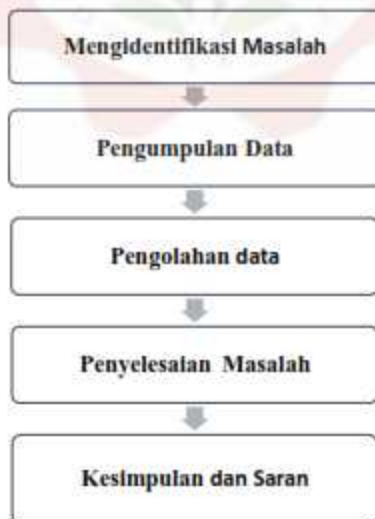 Mengidentifikasi Masalah
Pengumpulan Data
Pengolahan data
Penyelesaian Masalah
Kesimpulan dan Saran